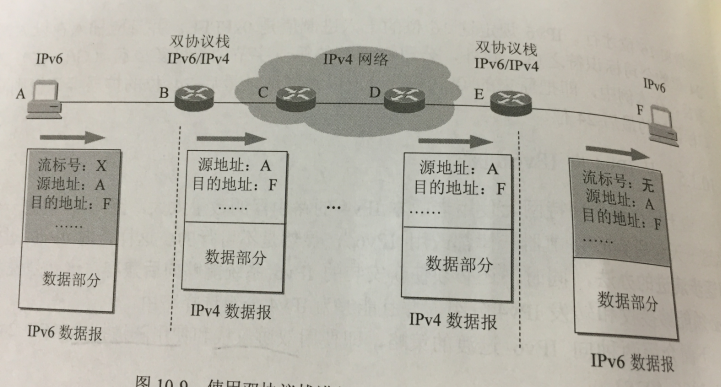 双协议栈
IPv6/IPv4
双协议栈
IPv6/IPv4
IPv6
IPv4 网络
IPv6
A
B
C
D
E
F
流标号：X
源地址：A
目的地址：F
……
数据部分
IPv6 数据报
源地址：A
目的地址：F
……
数据部分
IPv4 数据报
...
源地址：A
目的地址：F
……
数据部分
IPv4 数据报
流标号：无
源地址：A
目的地址：F
……
数据部分
IPv6 数据报
图 10-9 使用双协议栈